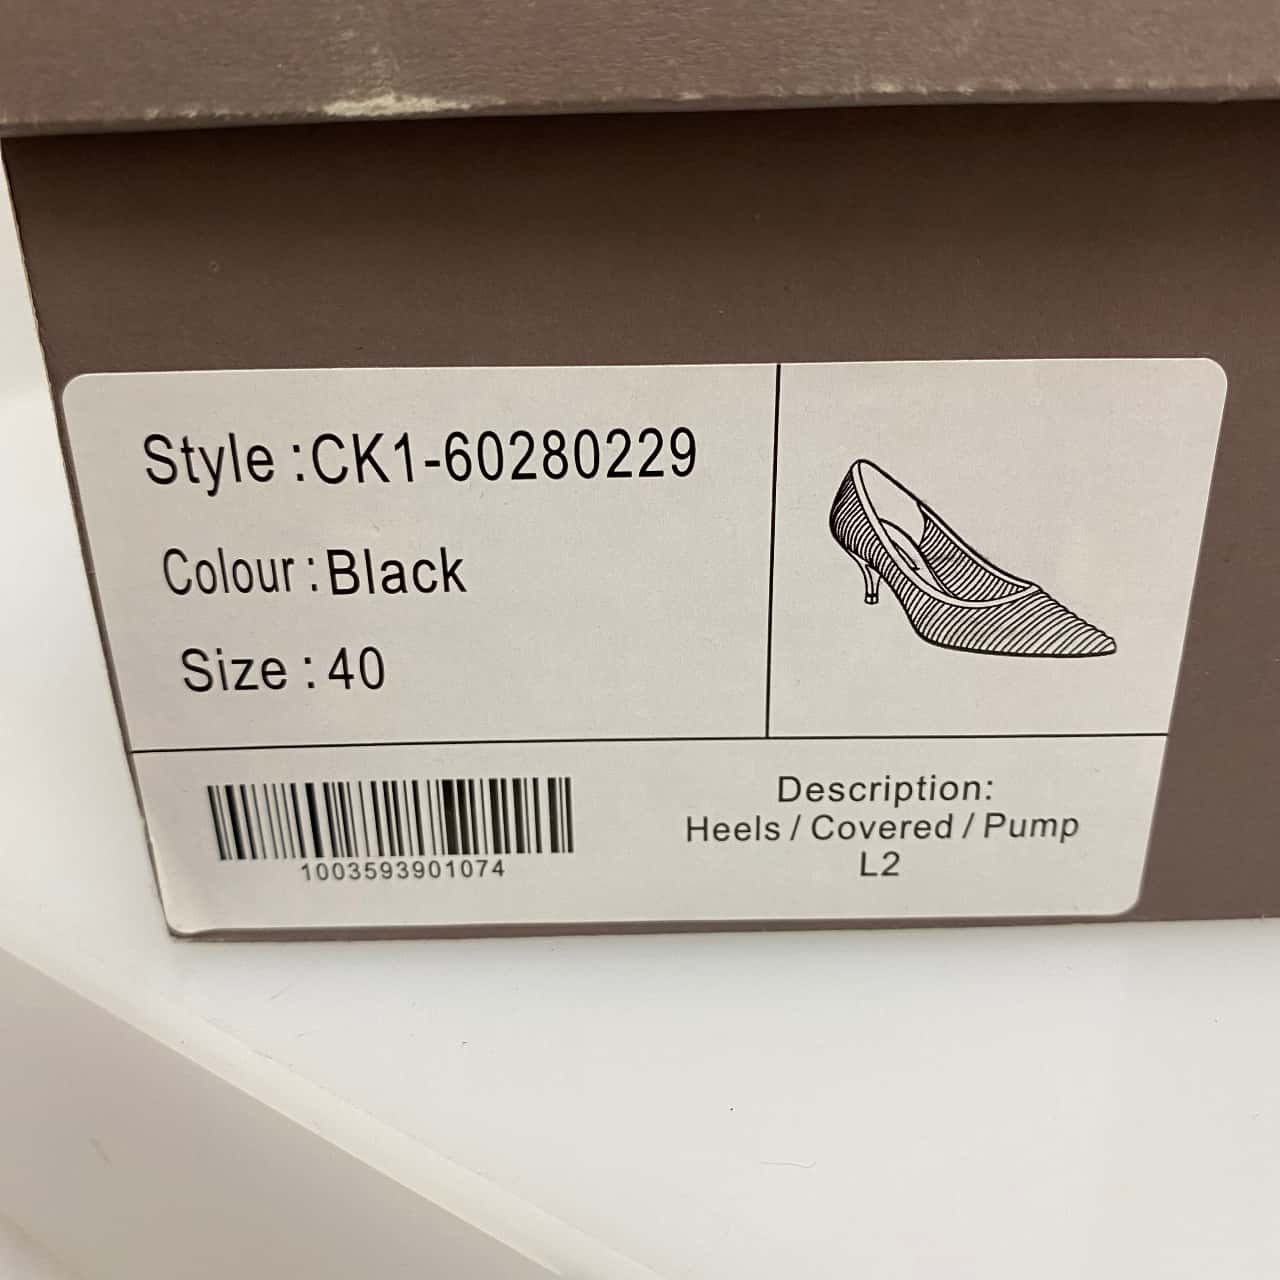 Style :CK1-60280229
Colour :Black
Size : 40
1003593901074
Description:
Heels / Covered / Pump
L2